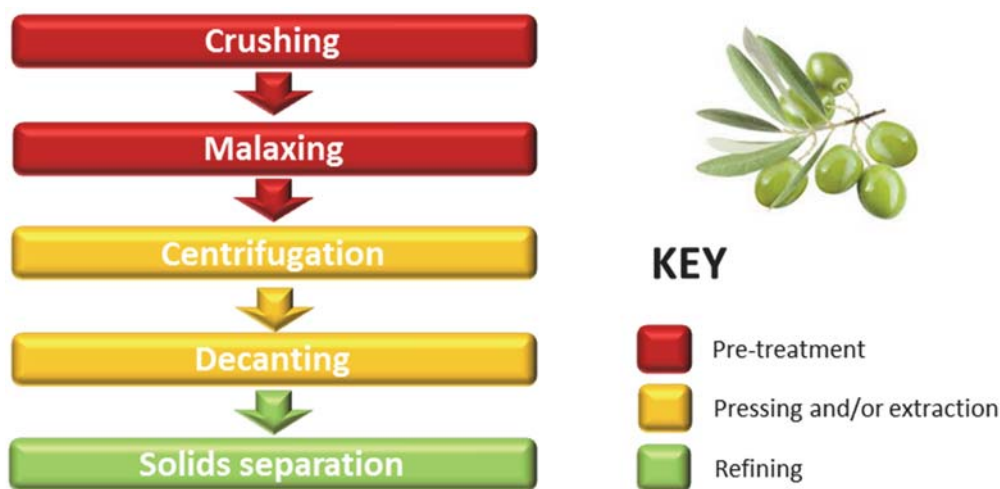 Crushing
Malaxing
Centrifugation
Decanting
Solids separation
KEY
Pre-treatment
Pressing and/or extraction
Refining